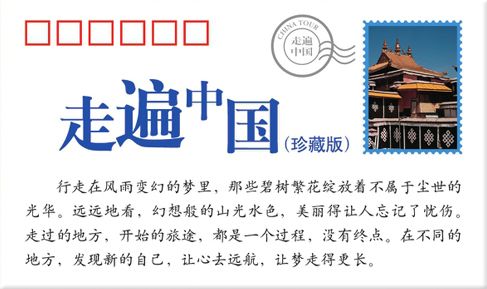 CHINA TOUR
走遍
中国
走遍中国(珍藏版)
行走在风雨变幻的梦里，那些碧树繁花绽放着不属于尘世的
光华。远远地看，幻想般的山光水色，美丽得让人忘记了忧伤。
走过的地方，开始的旅途，都是一个过程，没有终点。在不同的
地方，发现新的自己，让心去远航，让梦走得更长。